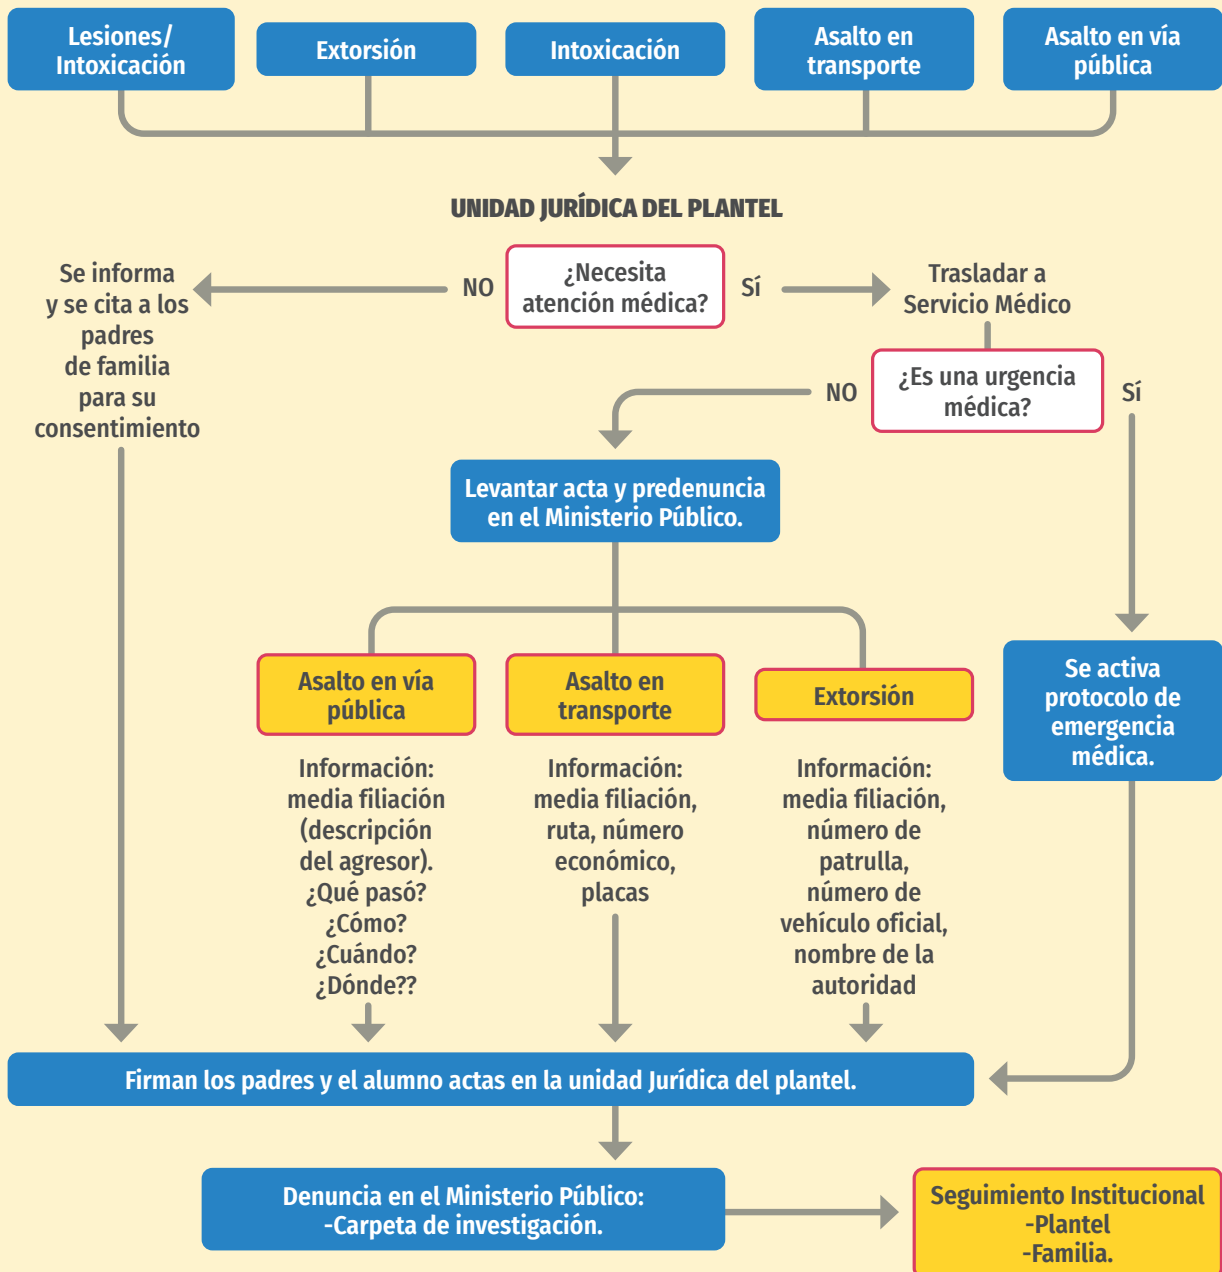 Lesiones/
Intoxicación
Extorsión
Intoxicación
Asalto en
transporte
Asalto en vía
pública
UNIDAD JURÍDICA DEL PLANTEL
Se informa
y se cita a los
padres
de familia
para su
consentimiento
NO
¿Necesita
atención médica?
Sí
Trasladar a
Servicio Médico
NO
¿Es una urgencia
médica?
Sí
Levantar acta y predenuncia
en el Ministerio Público.
Asalto en vía
pública
Información:
media filiación
(descripción
del agresor).
¿Qué pasó?
¿Cómo?
¿Cuándo?
¿Dónde??
Asalto en
transporte
Información:
media filiación,
ruta, número
económico,
placas
Extorsión
Información:
media filiación,
número de
patrulla,
número de
vehículo oficial,
nombre de la
autoridad
Se activa
protocolo de
emergencia
médica.
Firman los padres y el alumno actas en la unidad Jurídica del plantel.
Denuncia en el Ministerio Público:
-Carpeta de investigación.
Seguimiento Institucional
-Plantel
-Familia.